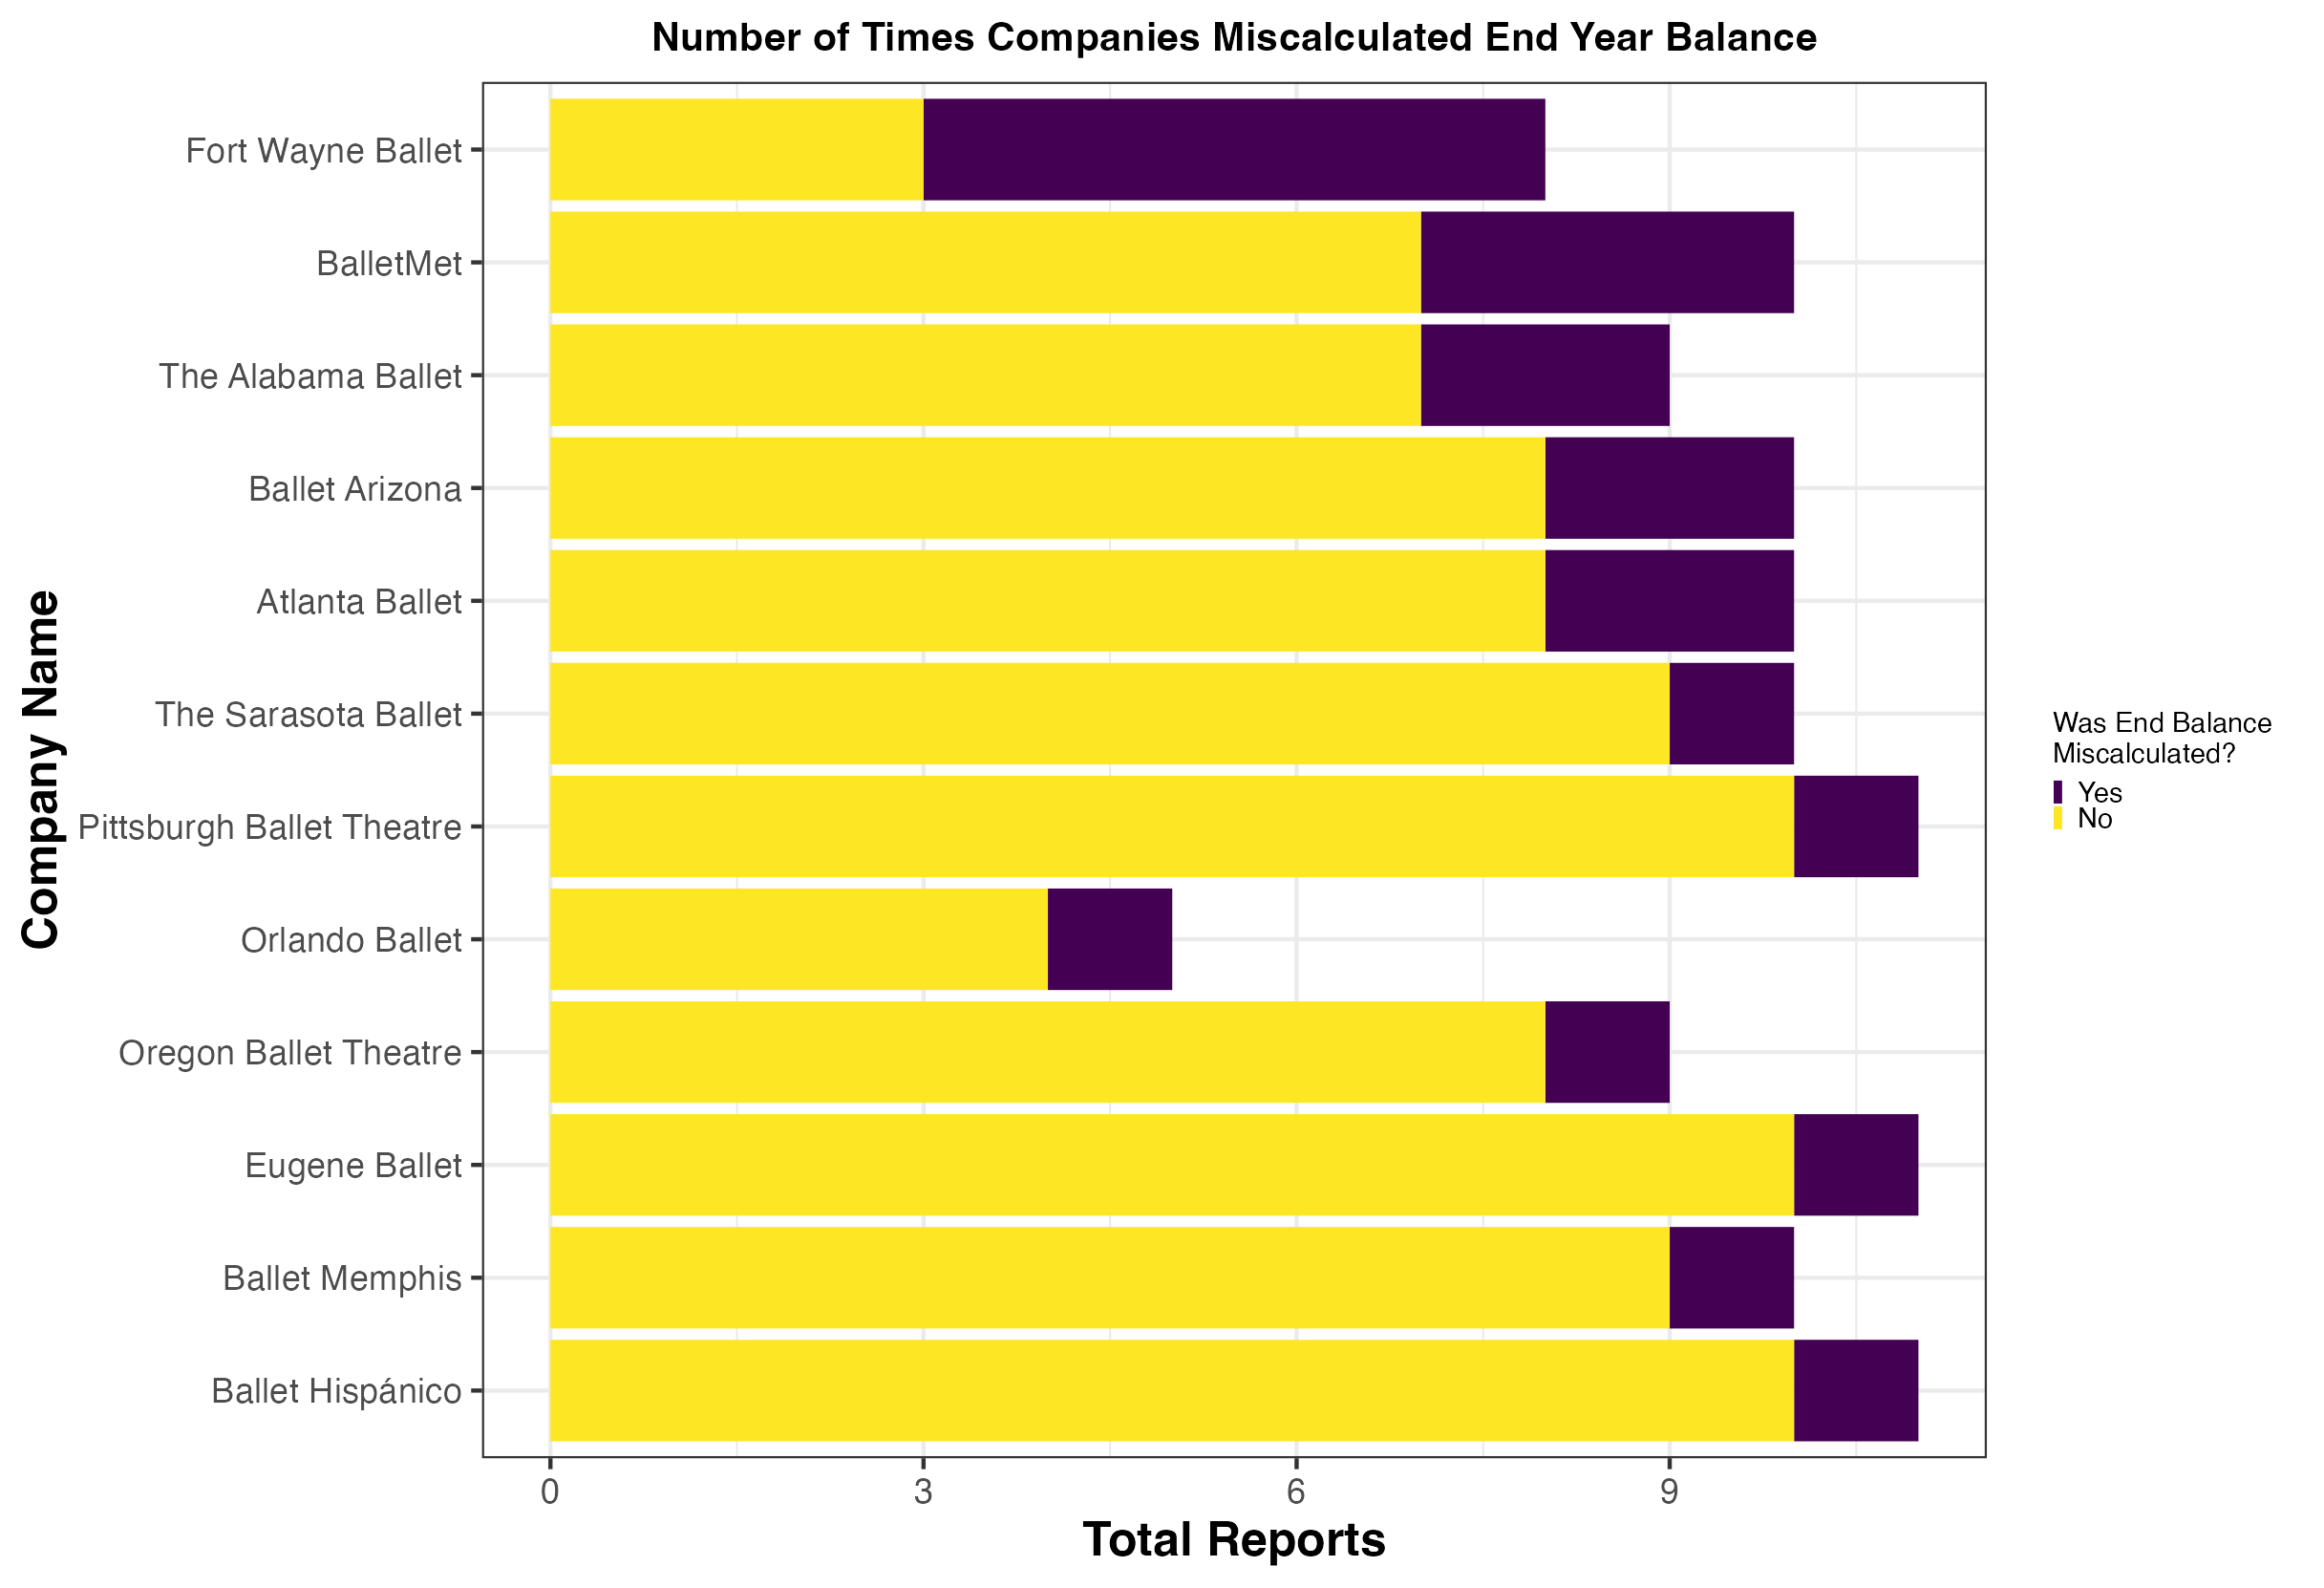 Number of Times Companies Miscalculated End Year Balance
Company Name
Fort Wayne Ballet
BalletMet
The Alabama Ballet
Ballet Arizona
Atlanta Ballet
The Sarasota Ballet
Pittsburgh Ballet Theatre
Orlando Ballet
Oregon Ballet Theatre
Eugene Ballet
Ballet Memphis
Ballet Hispánico
0 3 6 9
Total Reports
Was End Balance
Miscalculated?
Yes
No